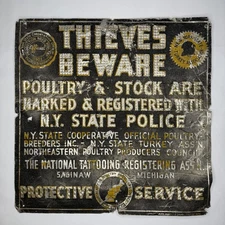 THIEVES
BEWARE
POULTRY & STOCK ARE
MARKED & REGISTERED WITH
N.Y. STATE POLICE
N.Y. STATE COOPERATIVE OFFICIAL POULTRY
BREEDERS INC. - N.Y. STATE TURKEY ASS'N
NORTHEASTERN POULTRY PRODUCERS COUNCIL
THE NATIONAL TATTOOING-REGISTERING ASS'N
SAGINAW MICHIGAN
PROTECTIVE SERVICE